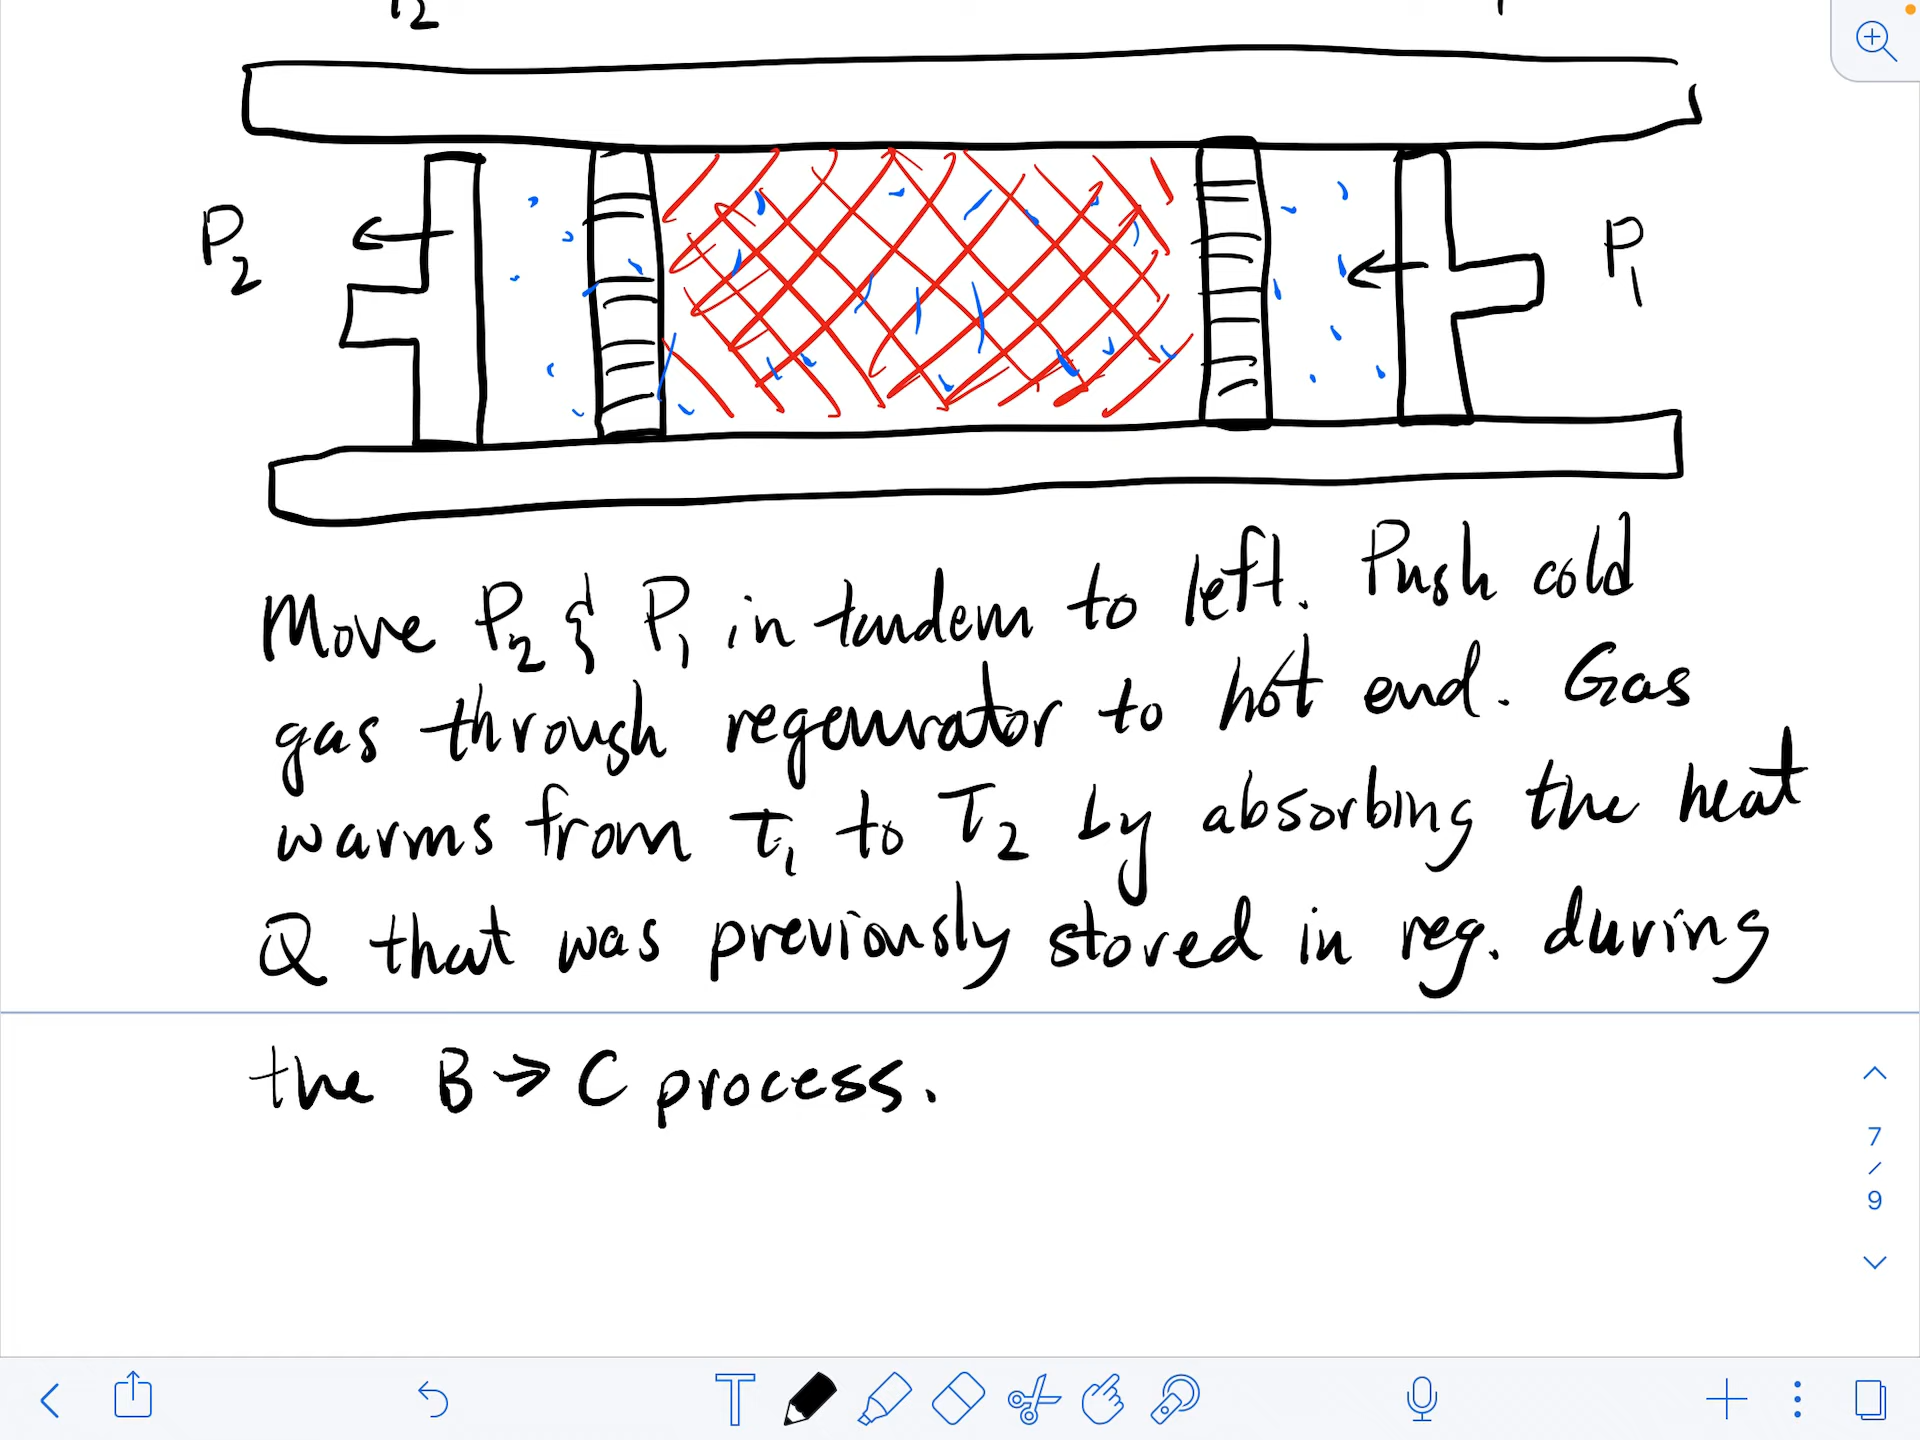 P2 P1
Move P2 & P1 in tandem to left. Push cold
gas through regenerator to hot end. Gas
warms from T1 to T2 by absorbing the heat
Q that was previously stored in reg. during
the B → C process.
7
/
9
T